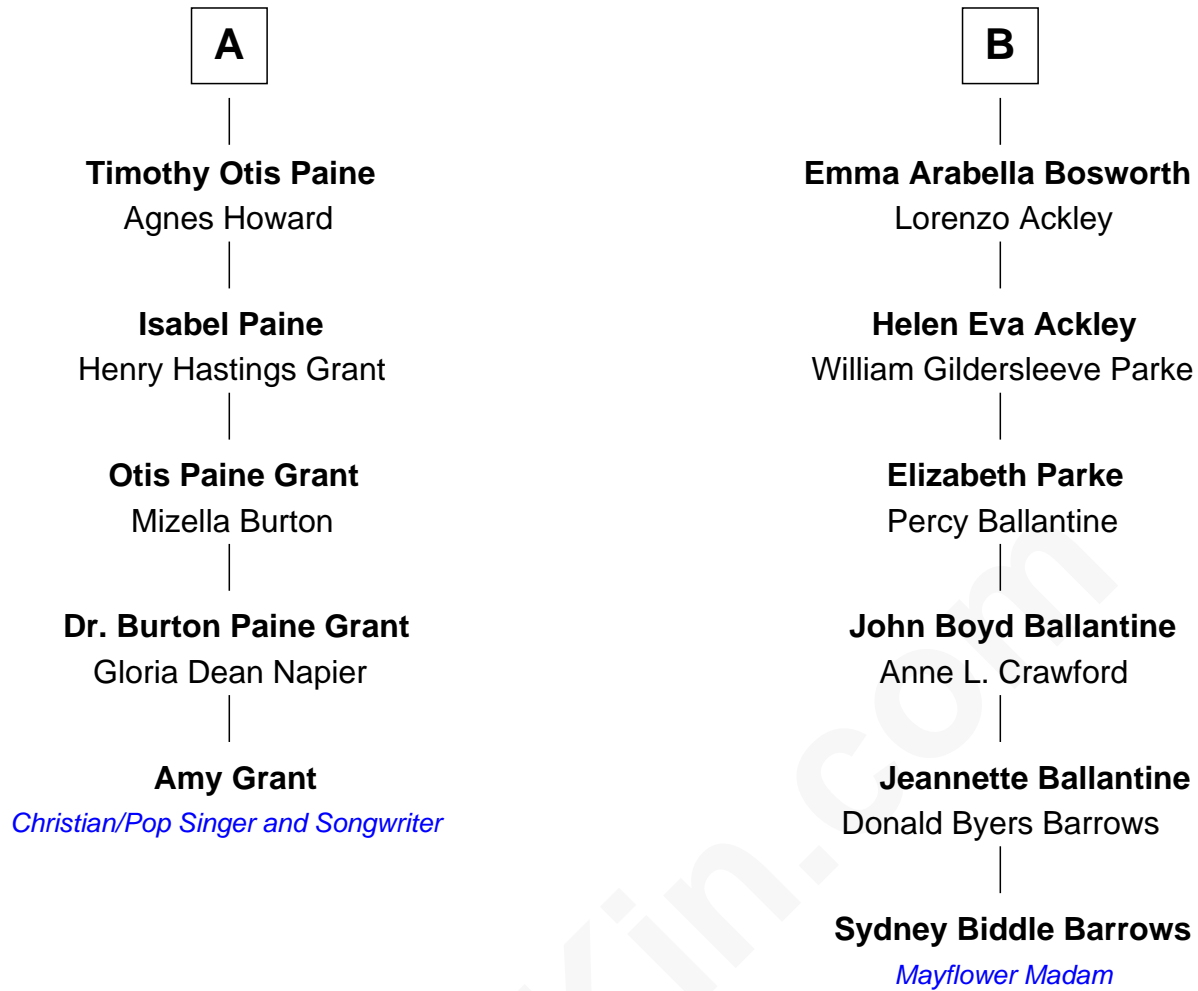 A
Timothy Otis Paine
Agnes Howard
Isabel Paine
Henry Hastings Grant
Otis Paine Grant
Mizella Burton
Dr. Burton Paine Grant
Gloria Dean Napier
Amy Grant
Christian/Pop Singer and Songwriter
B
Emma Arabella Bosworth
Lorenzo Ackley
Helen Eva Ackley
William Gildersleeve Parke
Elizabeth Parke
Percy Ballantine
John Boyd Ballantine
Anne L. Crawford
Jeannette Ballantine
Donald Byers Barrows
Sydney Biddle Barrows
Mayflower Madam
Kin.com